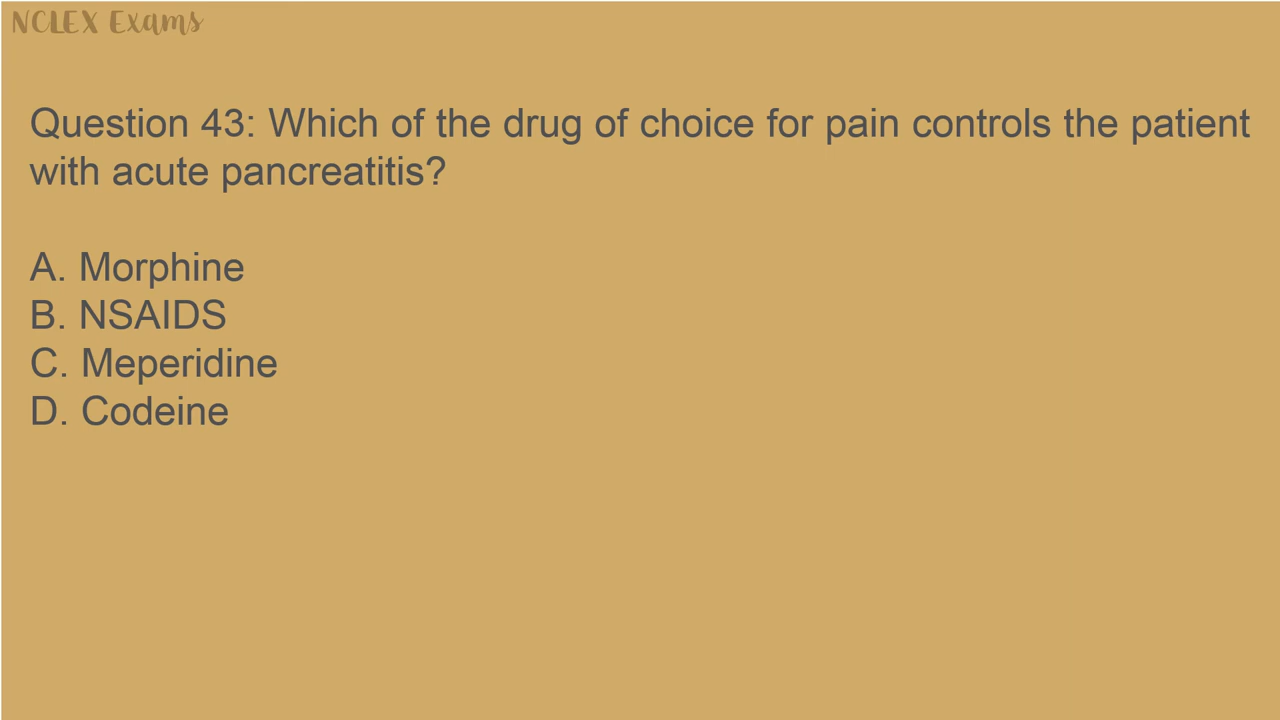 NCLEX Exams
Question 43: Which of the drug of choice for pain controls the patient
with acute pancreatitis?
A. Morphine
B. NSAIDS
C. Meperidine
D. Codeine